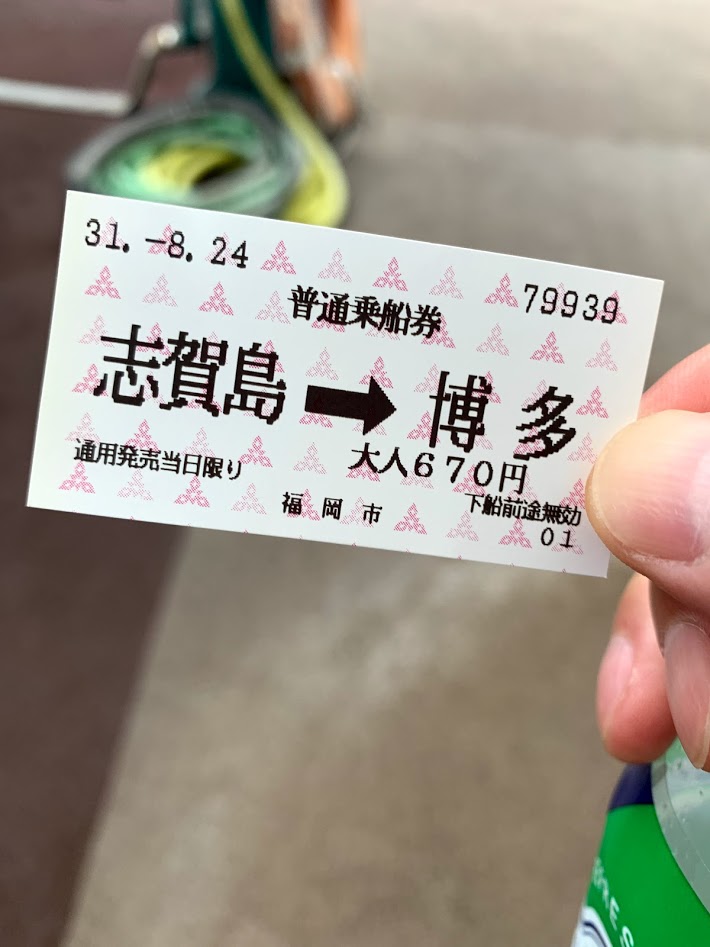 31.-8.24
79939
普通乗船券
志賀島➡博多
通用発売当日限り
大人670円
福岡市
下船前途無効
01